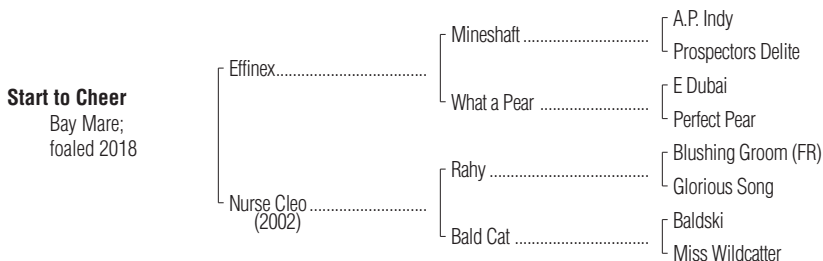 Start to Cheer
Bay Mare;
foaled 2018
Effinex
Nurse Cleo
(2002)
Mineshaft
What a Pear
Rahy
Bald Cat
A.P. Indy
Prospectors Delite
E Dubai
Perfect Pear
Blushing Groom (FR)
Glorious Song
Baldski
Miss Wildcatter